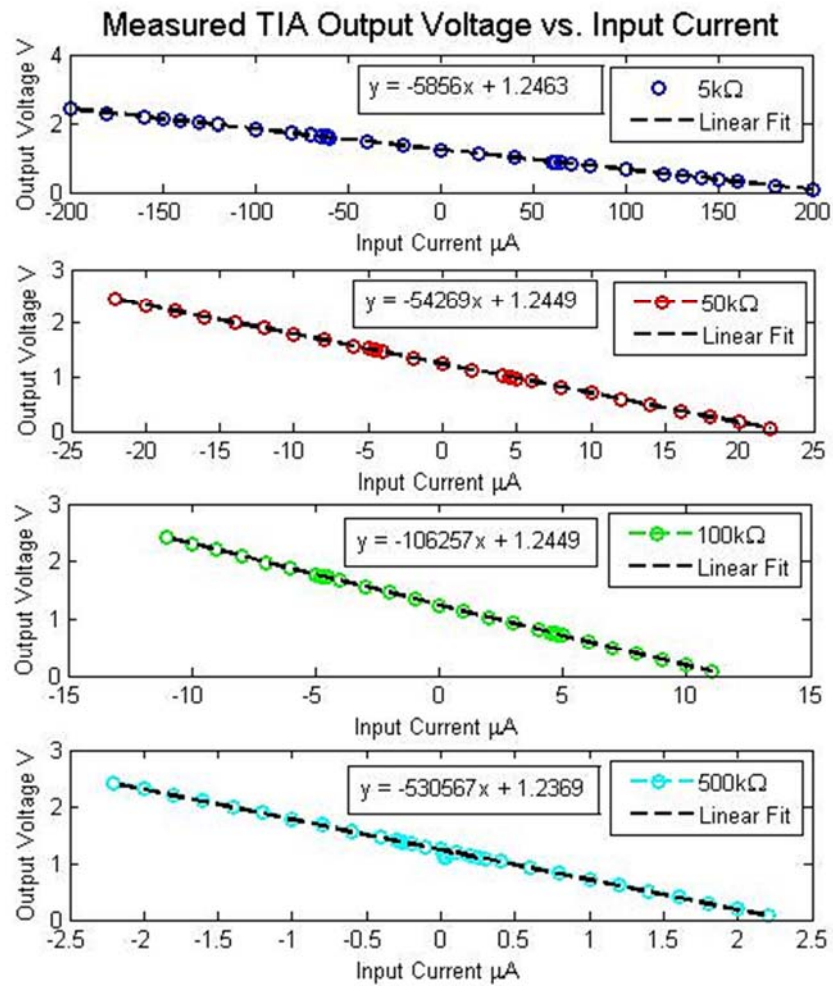 Measured TIA Output Voltage vs. Input Current
Output Voltage V
4
2
0
y = -5856x + 1.2463
5kΩ
Linear Fit
-200 -150 -100 -50 0 50 100 150 200
Input Current μA
Output Voltage V
3
2
1
0
y = -54269x + 1.2449
50kΩ
Linear Fit
-25 -20 -15 -10 -5 0 5 10 15 20 25
Input Current μA
Output Voltage V
3
2
1
0
y = -106257x + 1.2449
100kΩ
Linear Fit
-15 -10 -5 0 5 10 15
Input Current μA
Output Voltage V
3
2
1
0
y = -530567x + 1.2369
500kΩ
Linear Fit
-2.5 -2 -1.5 -1 -0.5 0 0.5 1 1.5 2 2.5
Input Current μA